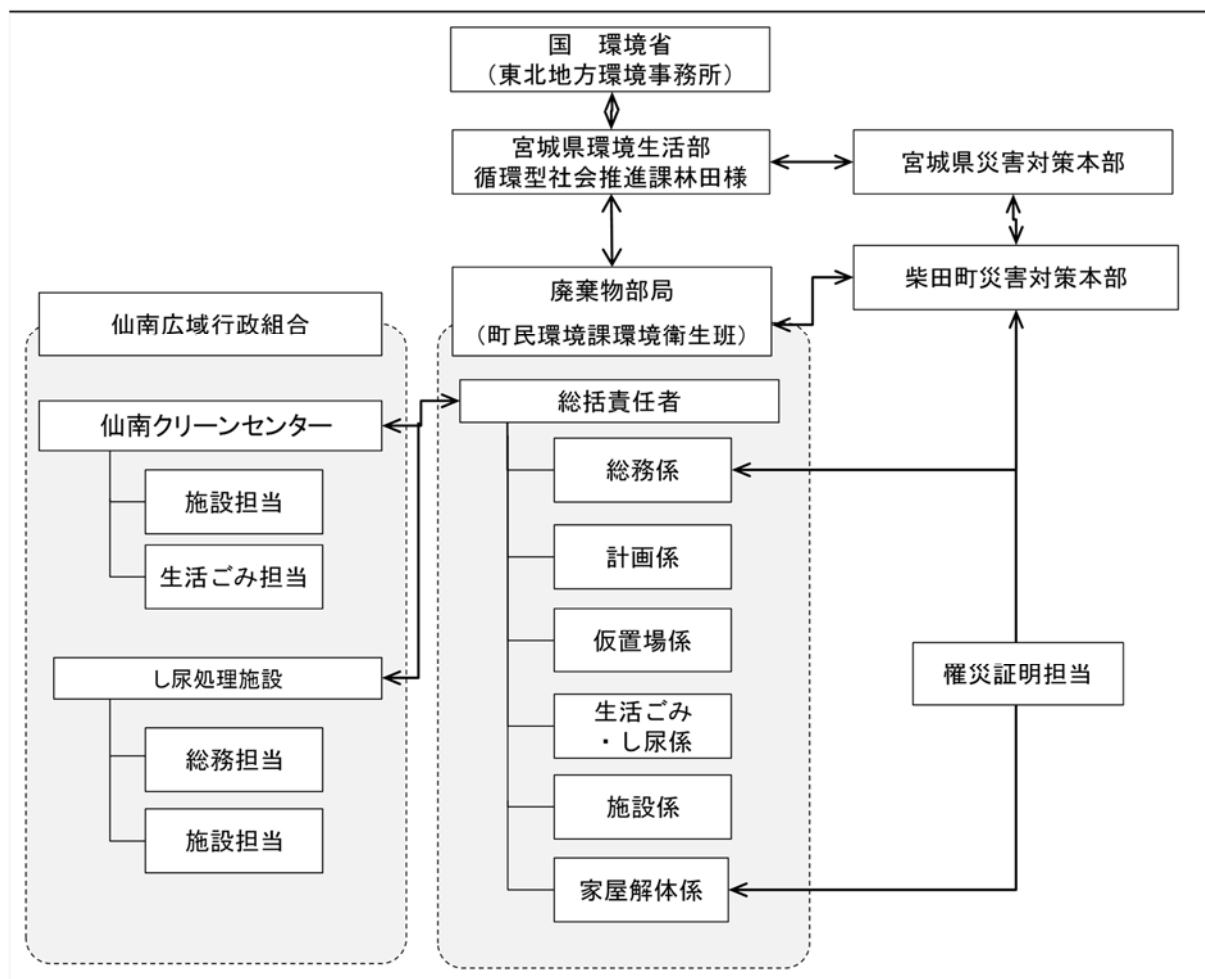 国　環境省
（東北地方環境事務所）
宮城県環境生活部
循環型社会推進課林田様
宮城県災害対策本部
柴田町災害対策本部
廃棄物部局
（町民環境課環境衛生班）
仙南広域行政組合
総括責任者
仙南クリーンセンター
総務係
施設担当
計画係
生活ごみ担当
仮置場係
罹災証明担当
し尿処理施設
生活ごみ
・し尿係
総務担当
施設係
施設担当
家屋解体係